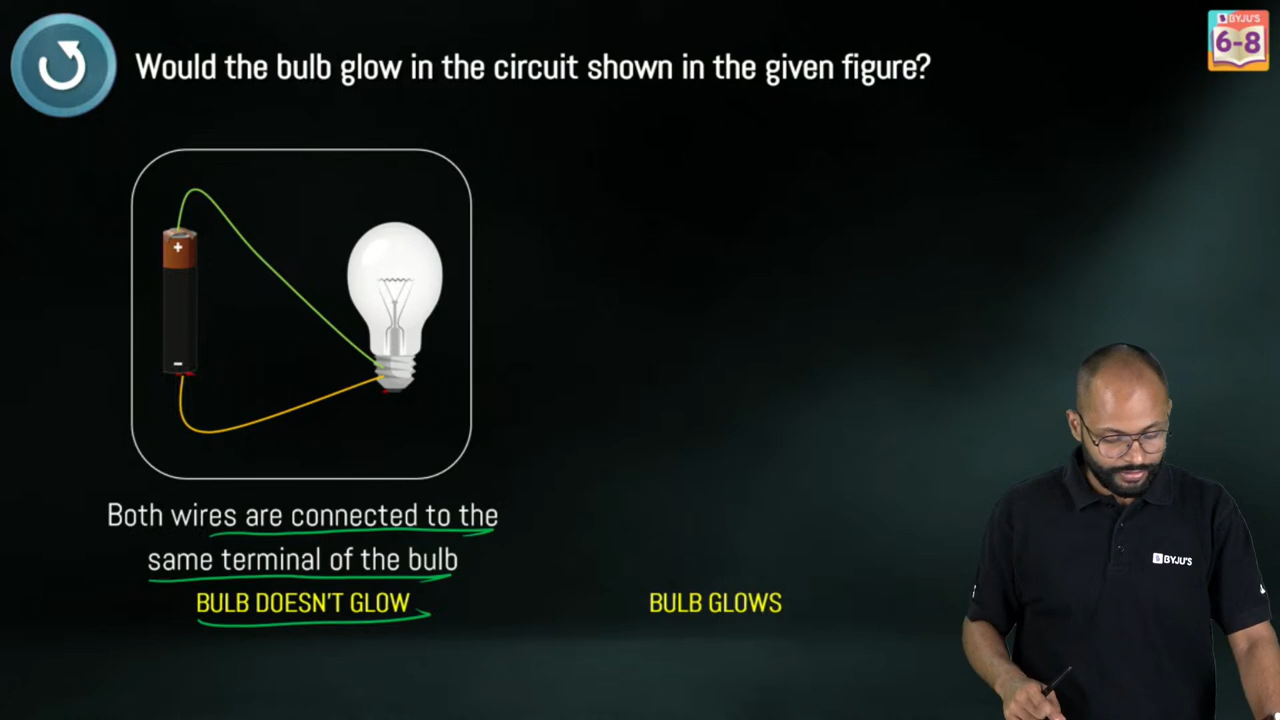 Would the bulb glow in the circuit shown in the given figure?
BYJU'S
6-8
+
-
Both wires are connected to the
same terminal of the bulb
BULB DOESN'T GLOW
BULB GLOWS
BYJU'S